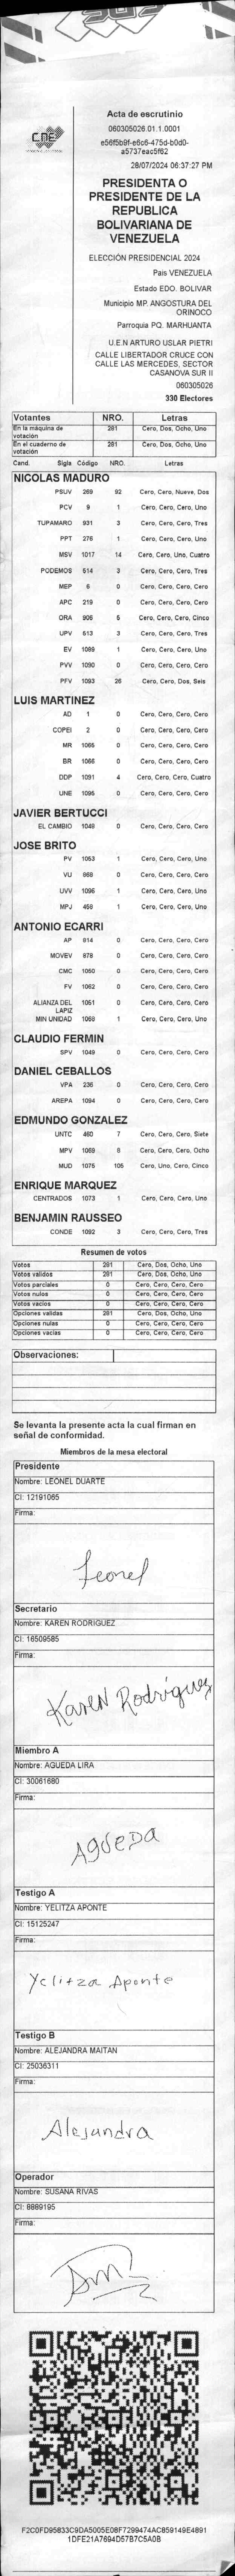 CNE
Acta de escrutinio
060305026.01.1.0001
e56f5b9f-e6c6-475d-b0d0-
a5737eac5f62
28/07/2024 06:37:27 PM
PRESIDENTA O
PRESIDENTE DE LA
REPUBLICA
BOLIVARIANA DE
VENEZUELA
ELECCIÓN PRESIDENCIAL 2024
Pais VENEZUELA
Estado EDO. BOLIVAR
Municipio MP. ANGOSTURA DEL
ORINOCO
Parroquia PQ. MARHUANTA
U.E.N ARTURO USLAR PIETRI
CALLE LIBERTADOR CRUCE CON
CALLE LAS MERCEDES, SECTOR
CASANOVA SUR II
060305026
330 Electores
Votantes NRO. Letras
En la máquina de votación 281 Cero, Dos, Ocho, Uno
En el cuaderno de votación 281 Cero, Dos, Ocho, Uno
Cand. Sigla Código NRO. Letras
NICOLAS MADURO
PSUV 269 92 Cero, Cero, Nueve, Dos
PCV 9 1 Cero, Cero, Cero, Uno
TUPAMARO 931 3 Cero, Cero, Cero, Tres
PPT 276 1 Cero, Cero, Cero, Uno
MSV 1017 14 Cero, Cero, Uno, Cuatro
PODEMOS 514 3 Cero, Cero, Cero, Tres
MEP 6 0 Cero, Cero, Cero, Cero
APC 219 0 Cero, Cero, Cero, Cero
ORA 906 5 Cero, Cero, Cero, Cinco
UPV 613 3 Cero, Cero, Cero, Tres
EV 1089 1 Cero, Cero, Cero, Uno
PVV 1090 0 Cero, Cero, Cero, Cero
PFV 1093 26 Cero, Cero, Dos, Seis
LUIS MARTINEZ
AD 1 0 Cero, Cero, Cero, Cero
COPEI 2 0 Cero, Cero, Cero, Cero
MR 1065 0 Cero, Cero, Cero, Cero
BR 1066 0 Cero, Cero, Cero, Cero
DDP 1091 4 Cero, Cero, Cero, Cuatro
UNE 1095 0 Cero, Cero, Cero, Cero
JAVIER BERTUCCI
EL CAMBIO 1048 0 Cero, Cero, Cero, Cero
JOSE BRITO
PV 1053 1 Cero, Cero, Cero, Uno
VU 868 0 Cero, Cero, Cero, Cero
UVV 1096 1 Cero, Cero, Cero, Uno
MPJ 458 1 Cero, Cero, Cero, Uno
ANTONIO ECARRI
AP 814 0 Cero, Cero, Cero, Cero
MOVEV 878 0 Cero, Cero, Cero, Cero
CMC 1050 0 Cero, Cero, Cero, Cero
FV 1062 0 Cero, Cero, Cero, Cero
ALIANZA DEL LAPIZ 1051 0 Cero, Cero, Cero, Cero
MIN UNIDAD 1069 1 Cero, Cero, Cero, Uno
CLAUDIO FERMIN
SPV 1049 0 Cero, Cero, Cero, Cero
DANIEL CEBALLOS
VPA 236 0 Cero, Cero, Cero, Cero
AREPA 1094 0 Cero, Cero, Cero, Cero
EDMUNDO GONZALEZ
UNTC 460 7 Cero, Cero, Cero, Siete
MPV 1069 8 Cero, Cero, Cero, Ocho
MUD 1075 105 Cero, Uno, Cero, Cinco
ENRIQUE MARQUEZ
CENTRADOS 1073 1 Cero, Cero, Cero, Uno
BENJAMIN RAUSSEO
CONDE 1092 3 Cero, Cero, Cero, Tres
Resumen de votos
Votos 281 Cero, Dos, Ocho, Uno
Votos validos 281 Cero, Dos, Ocho, Uno
Votos parciales 0 Cero, Cero, Cero, Cero
Votos nulos 0 Cero, Cero, Cero, Cero
Votos vacios 0 Cero, Cero, Cero, Cero
Opciones validas 281 Cero, Dos, Ocho, Uno
Opciones nulas 0 Cero, Cero, Cero, Cero
Opciones vacias 0 Cero, Cero, Cero, Cero
Observaciones:
Se levanta la presente acta la cual firman en
señal de conformidad.
Miembros de la mesa electoral
Presidente
Nombre: LEONEL DUARTE
CI: 12191065
Firma:
Leonel
Secretario
Nombre: KAREN RODRIGUEZ
CI: 16509585
Firma:
Karen Rodriguez
Miembro A
Nombre: AGUEDA LIRA
CI: 30061680
Firma:
AGUEDA
Testigo A
Nombre: YELITZA APONTE
CI: 15125247
Firma:
Yelitza Aponte
Testigo B
Nombre: ALEJANDRA MAITAN
CI: 25036311
Firma:
Alejandra
Operador
Nombre: SUSANA RIVAS
CI: 8889195
Firma:
F2C0FD95833C9DA5005E08F7299474AC859149E4891
1DFE21A7694D57B7C5A0B